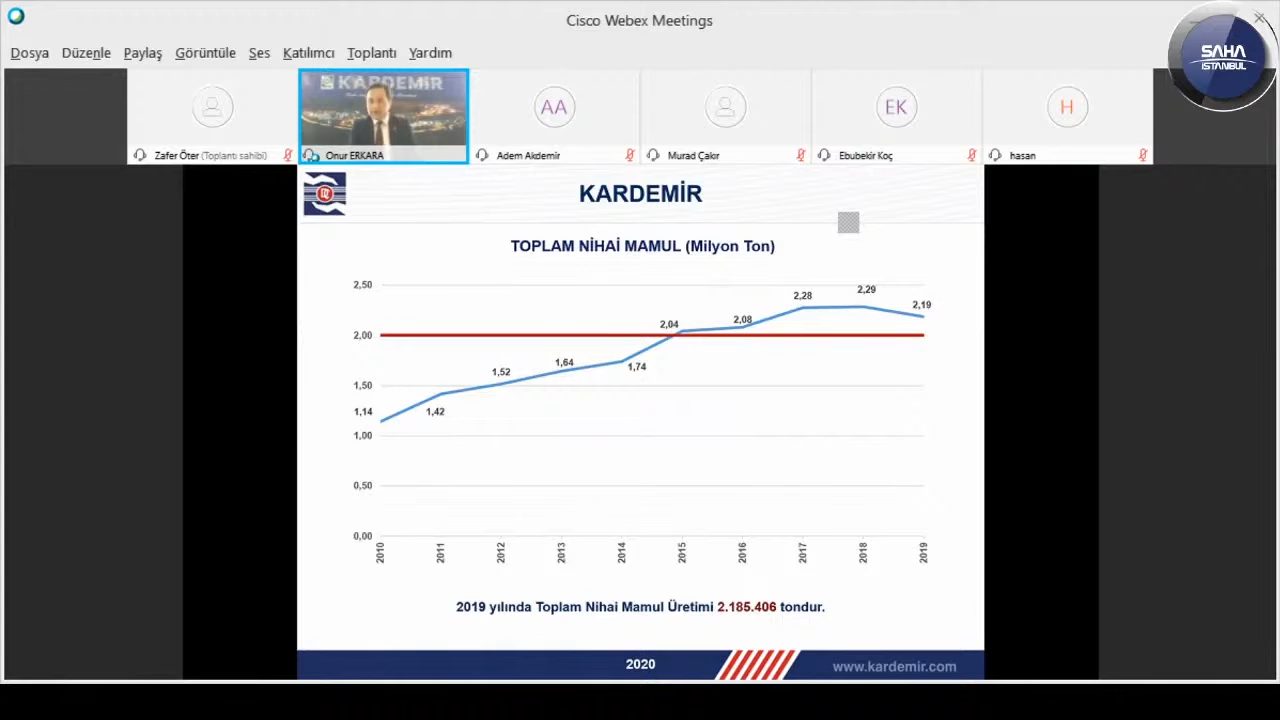 Cisco Webex Meetings
SAHA
İSTANBUL
Dosya Düzenle Paylaş Görüntüle Ses Katılımcı Toplantı Yardım
KARDEMİR
AA
EK
H
Zafer Öter (Toplantı sahibi)
Onur ERKARA
Adem Akdemir
Murad Çakır
Ebubekir Koç
hasan
KARDEMİR
TOPLAM NİHAİ MAMUL (Milyon Ton)
2,50
2,00
1,50
1,00
0,50
0,00
1,14
1,42
1,52
1,64
1,74
2,04
2,08
2,28
2,29
2,19
2010
2011
2012
2013
2014
2015
2016
2017
2018
2019
2019 yılında Toplam Nihai Mamul Üretimi 2.185.406 tondur.
2020
www.kardemir.com